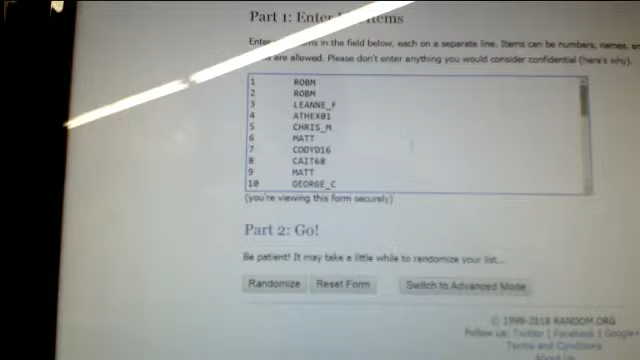 Part 1: Enter Items
in the field below, each on a separate line. Items can be numbers, names,
are allowed. Please don't enter anything you would consider confidential (here's why).
1 ROBM
2 ROBM
3 LEANNE_F
4 ATHEX01
5 CHRIS_M
6 MATT
7 CODYD16
8 CAIT68
9 MATT
10 GEORGE_C
(you're viewing this form securely)
Part 2: Go!
Be patient! It may take a little while to randomize your list...
Randomize Reset Form Switch to Advanced Mode
© 1998-2018 RANDOM.ORG
Follow us: Twitter | Facebook | Google+
Terms and Conditions